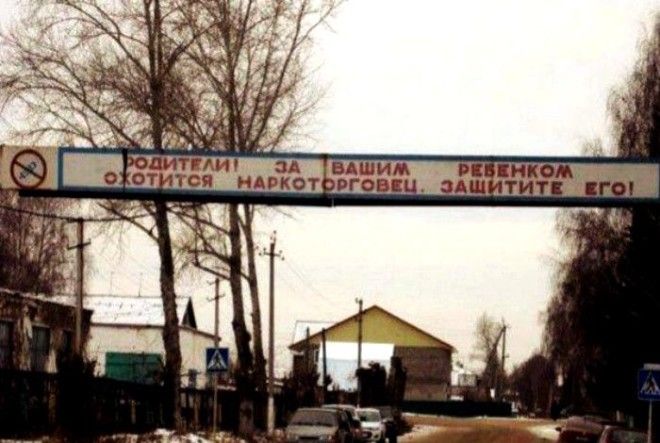 РОДИТЕЛИ! ЗА ВАШИМ РЕБЕНКОМ
ОХОТИТСЯ НАРКОТОРГОВЕЦ. ЗАЩИТИТЕ ЕГО!